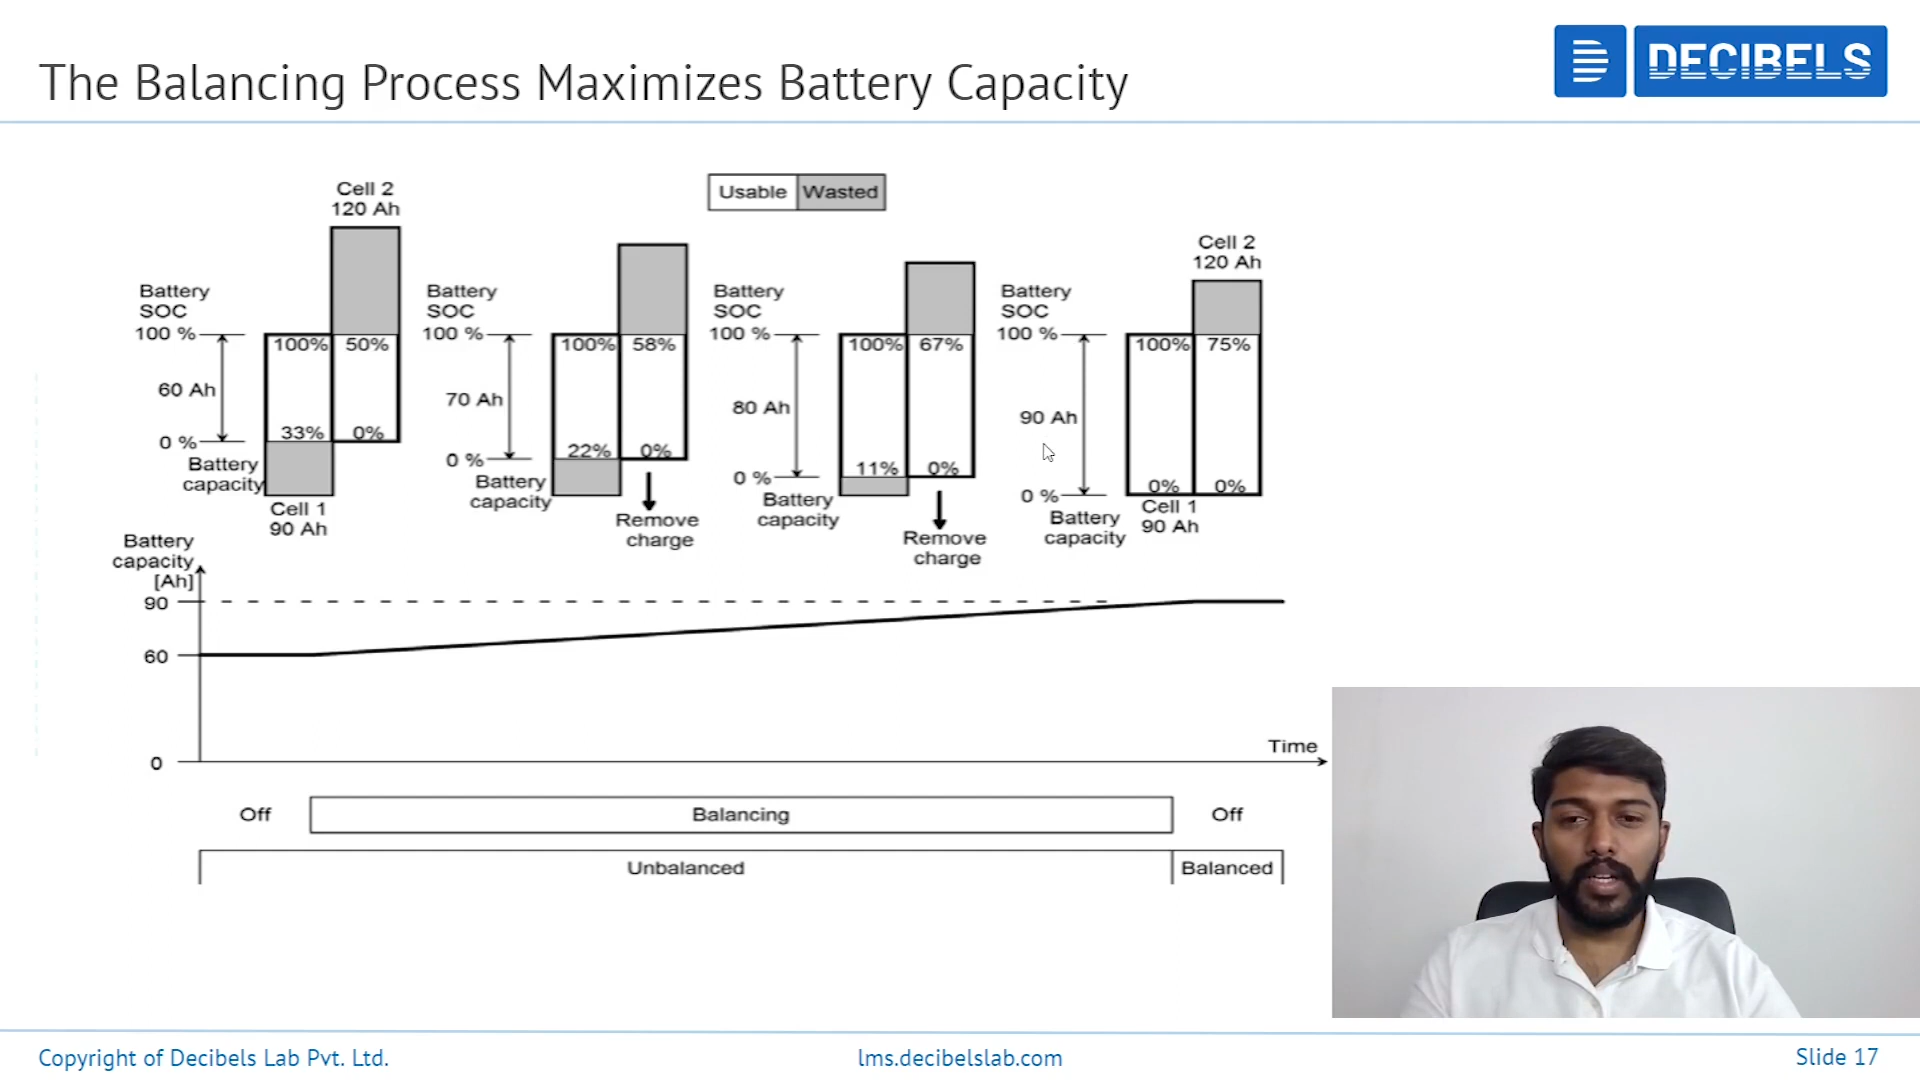 The Balancing Process Maximizes Battery Capacity
DECIBELS
Usable Wasted
Cell 2
120 Ah
Battery
SOC
100 %
100% 50%
60 Ah
33% 0%
0 %
Battery
capacity
Cell 1
90 Ah
Battery
SOC
100 %
100% 58%
70 Ah
22% 0%
0 %
Battery
capacity
Remove
charge
Battery
SOC
100 %
100% 67%
80 Ah
11% 0%
0 %
Battery
capacity
Remove
charge
Cell 2
120 Ah
Battery
SOC
100 %
100% 75%
90 Ah
0% 0%
0 %
Battery
capacity
Cell 1
90 Ah
Battery
capacity
[Ah]
90
60
0
Time
Off Balancing Off
Unbalanced Balanced
Copyright of Decibels Lab Pvt. Ltd.
lms.decibelslab.com
Slide 17